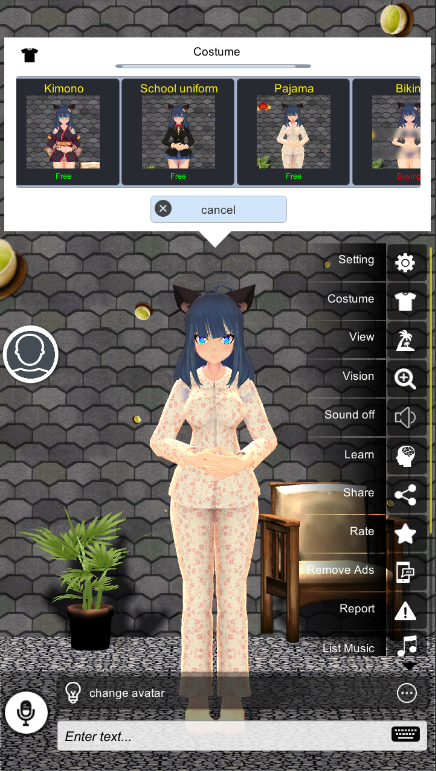 Costume
Kimono
School uniform
Pajama
Bikin
Free
Free
Free
Buying
cancel
Setting
Costume
View
Vision
Sound off
Learn
Share
Rate
Remove Ads
Report
List Music
change avatar
Enter text...